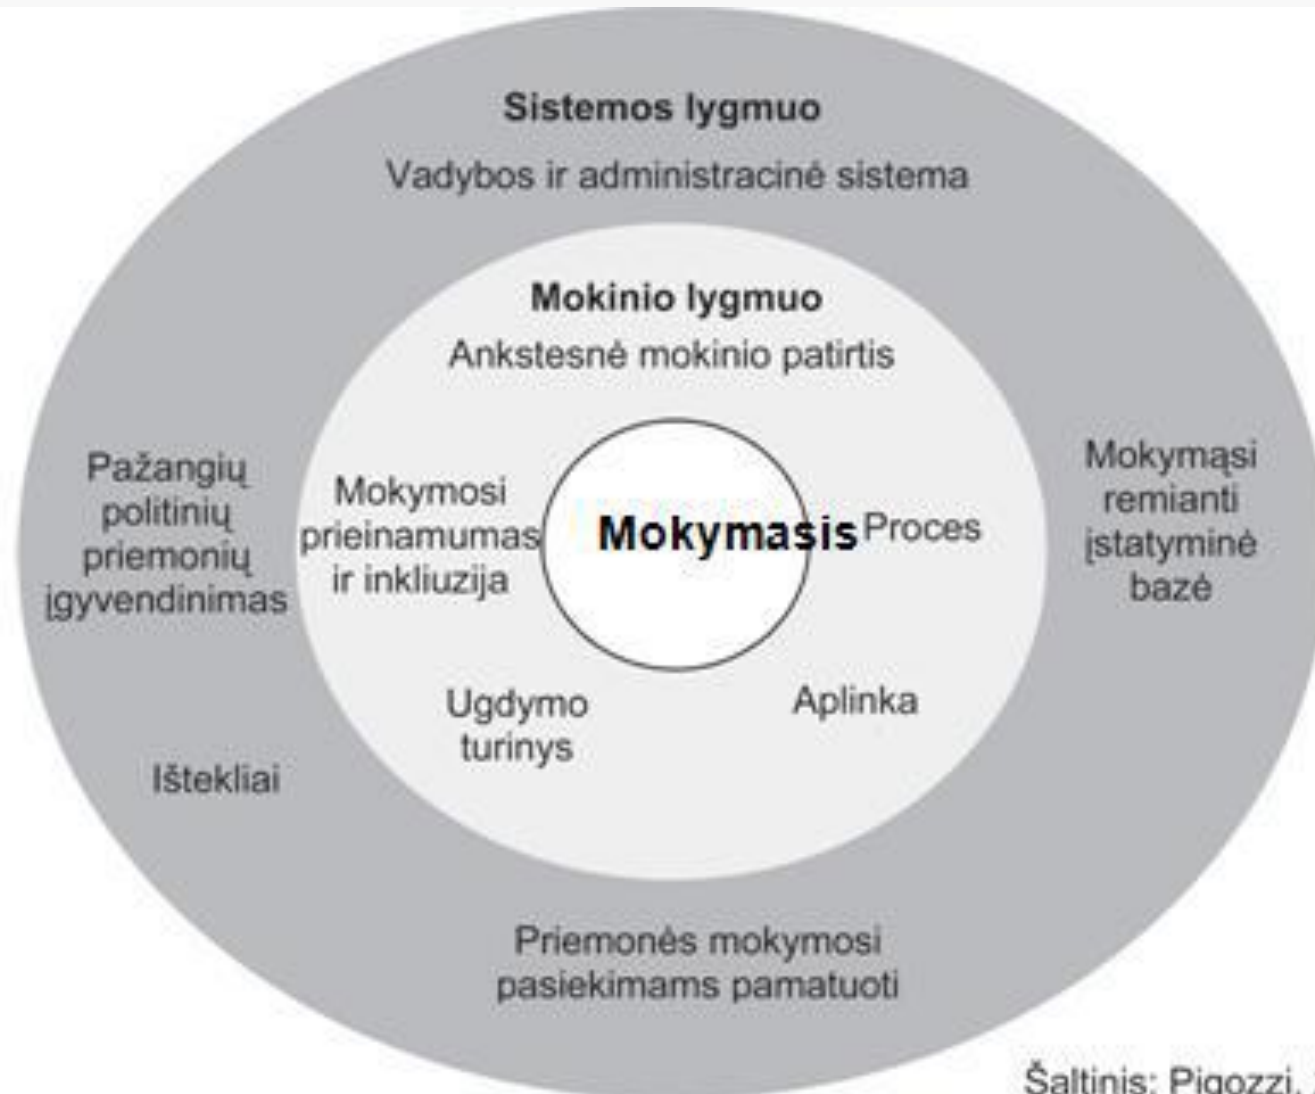 Sistemos lygmuo
Vadybos ir administracinė sistema
Mokinio lygmuo
Ankstesnė mokinio patirtis
Pažangių
politinių
priemonių
įgyvendinimas
Mokymosi
prieinamumas
ir inkliuzija
Mokymasis
Proces
Mokymąsi
remianti
įstatyminė
bazė
Ugdymo
turinys
Aplinka
Ištekliai
Priemonės mokymosi
pasiekimams pamatuoti
Šaltinis: Pigozzi,